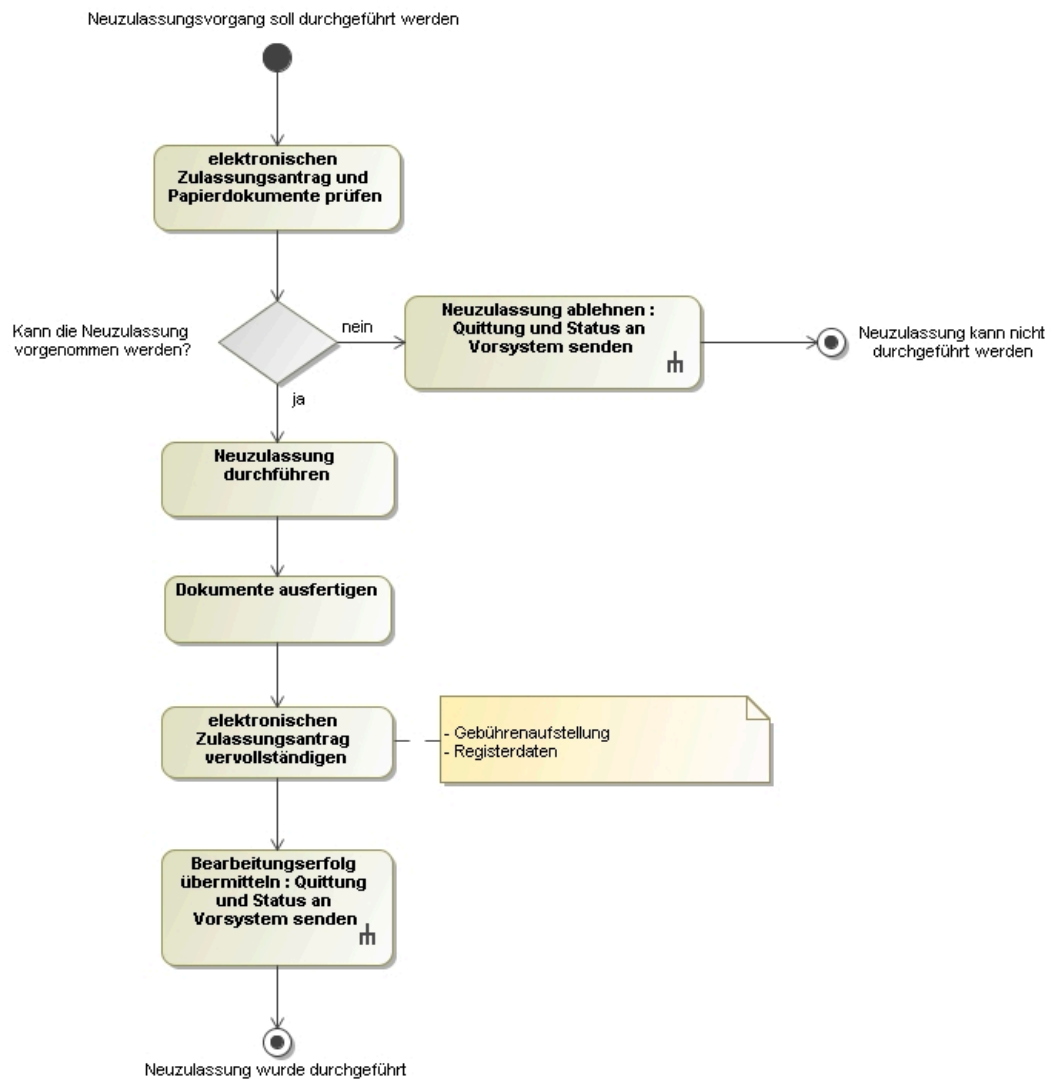 Neuzulassungsvorgang soll durchgeführt werden
elektronischen
Zulassungsantrag und
Papierdokumente prüfen
Kann die Neuzulassung
vorgenommen werden?
nein
Neuzulassung ablehnen :
Quittung und Status an
Vorsystem senden
Neuzulassung kann nicht
durchgeführt werden
ja
Neuzulassung
durchführen
Dokumente ausfertigen
elektronischen
Zulassungsantrag
vervollständigen
- Gebührenaufstellung
- Registerdaten
Bearbeitungserfolg
übermitteln : Quittung
und Status an
Vorsystem senden
Neuzulassung wurde durchgeführt